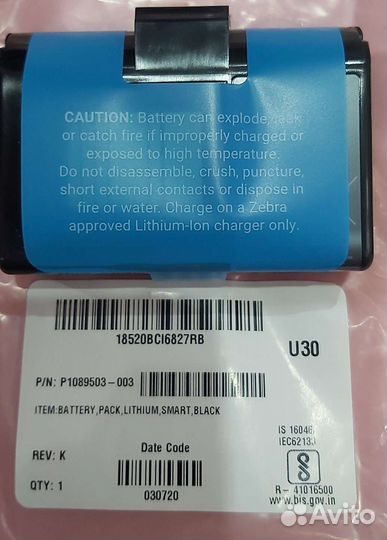 CAUTION: Battery can explode, leak
or catch fire if improperly charged or
exposed to high temperature.
Do not disassemble, crush, puncture,
short external contacts or dispose in
fire or water. Charge on a Zebra
approved Lithium-Ion charger only.
18520BCI6827RB
U30
P/N: P1089503-003
ITEM:BATTERY,PACK,LITHIUM,SMART,BLACK
IS 16046
IEC62133
REV: K
Date Code
QTY: 1
030720
R- 41016500
www.bis.gov.in
Avito